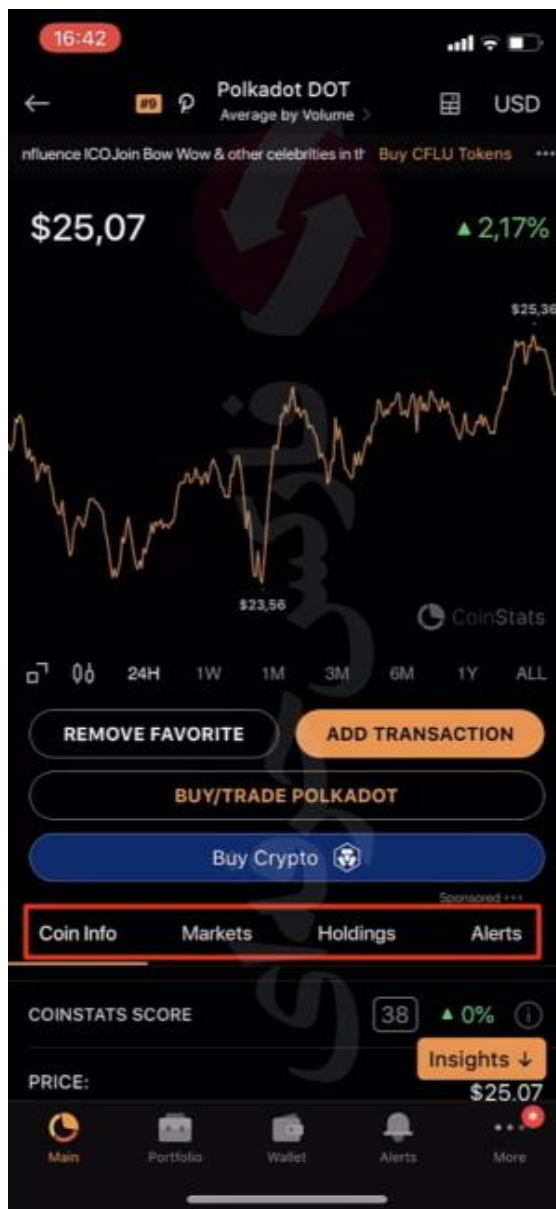 16:42
#9 Polkadot DOT USD
Average by Volume >
nfluence ICOJoin Bow Wow & other celebrities in th Buy CFLU Tokens ...
$25,07 ▲ 2,17%
$25,36
$23,56
CoinStats
24H 1W 1M 3M 6M 1Y ALL
REMOVE FAVORITE ADD TRANSACTION
BUY/TRADE POLKADOT
Buy Crypto
Sponsored ...
Coin Info Markets Holdings Alerts
COINSTATS SCORE 38 ▲ 0%
Insights ↓
PRICE: $25.07
Main Portfolio Wallet Alerts More